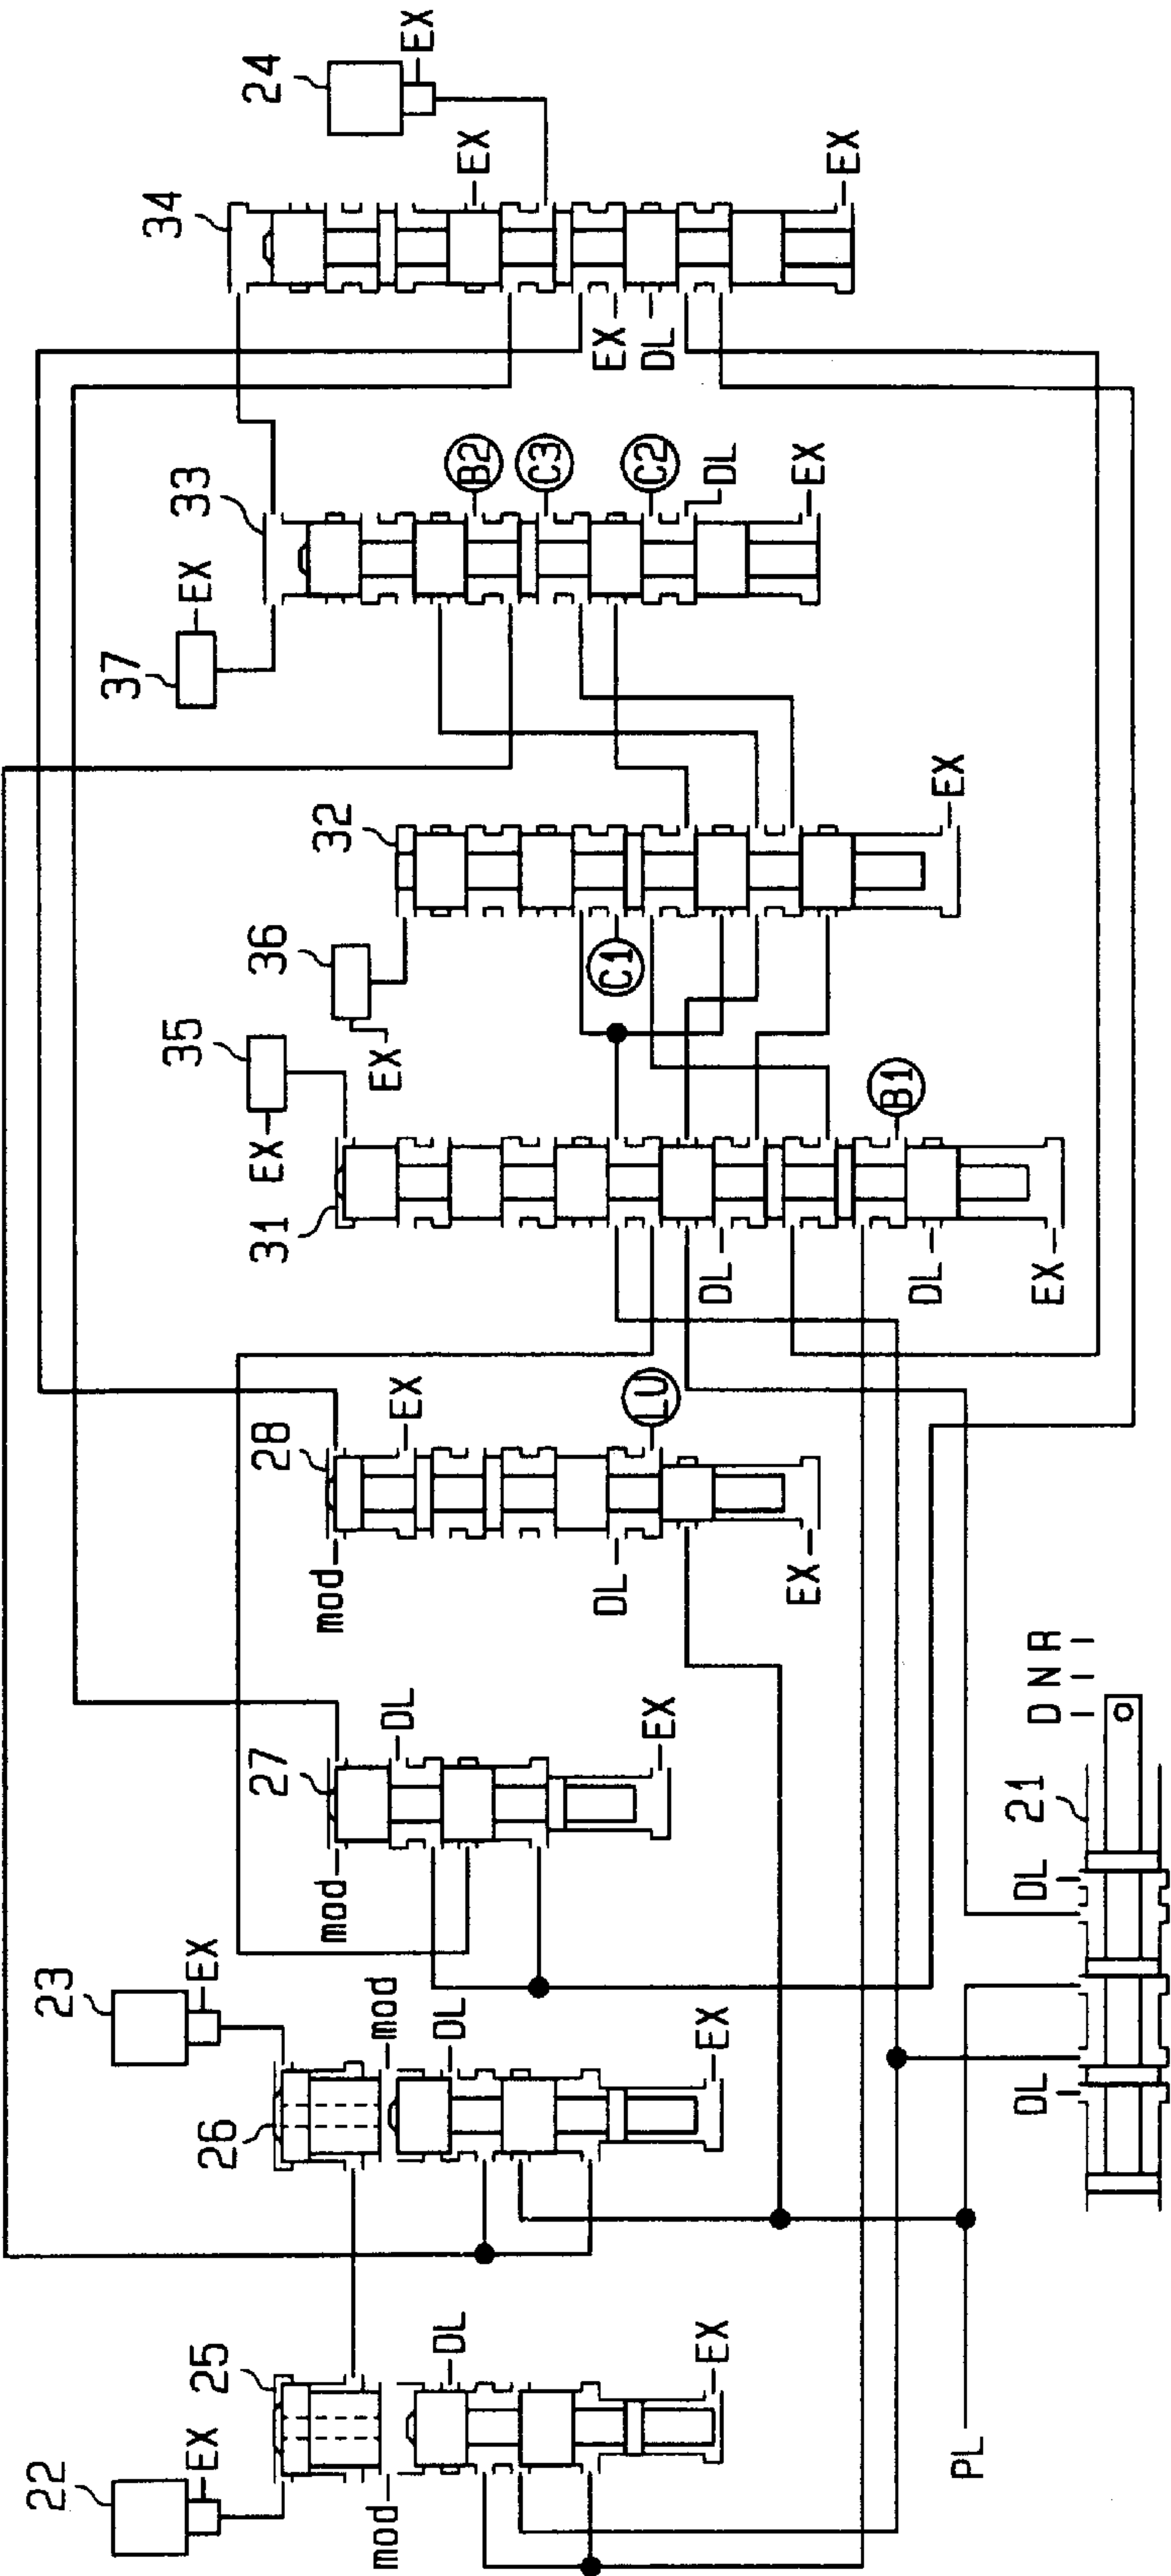 22
EX
25
mod
DL
EX
PL
23
EX
26
mod
DL
EX
27
mod
DL
EX
21
DL
DL
D
N
R
28
mod
EX
DL
LU
EX
31
35
EX
DL
DL
B1
EX
32
36
EX
C1
EX
33
37
EX
B2
C3
C2
DL
EX
34
24
EX
EX
EX
DL
EX